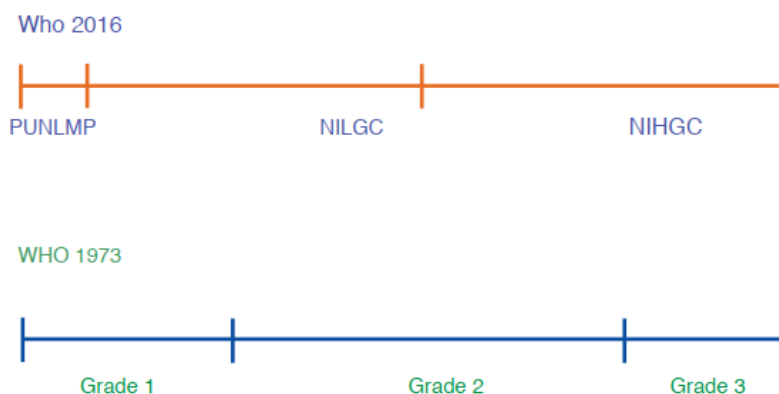 Who 2016
PUNLMP NILGC NIHGC
WHO 1973
Grade 1 Grade 2 Grade 3